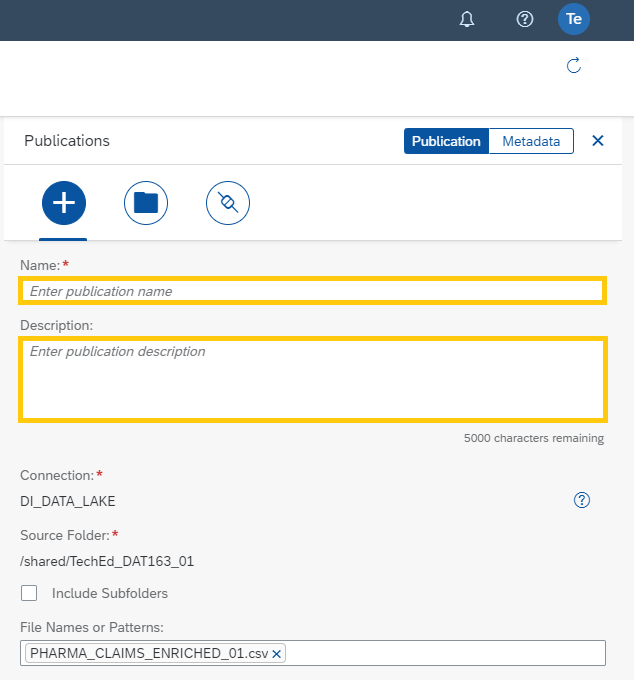 Te
Publications
Publication Metadata
Name:*
Enter publication name
Description:
Enter publication description
5000 characters remaining
Connection:*
DI_DATA_LAKE
Source Folder:*
/shared/TechEd_DAT163_01
Include Subfolders
File Names or Patterns:
PHARMA_CLAIMS_ENRICHED_01.csv